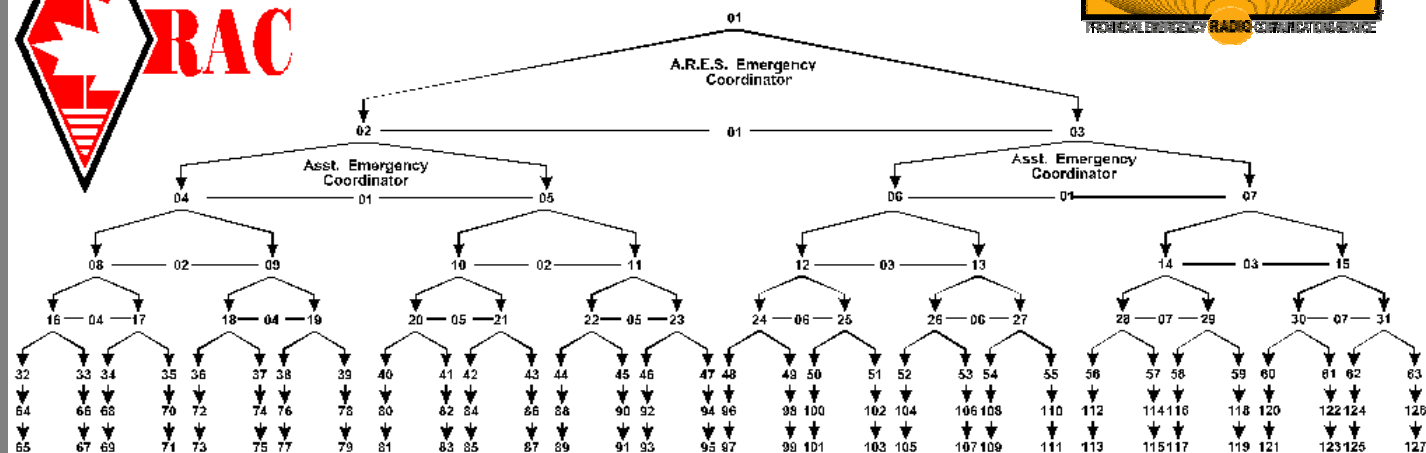 01
RAC
TECHNICAL EMERGENCY RADIO COMMUNICATIONS SERVICE
A.R.E.S. Emergency
Coordinator
02 01 03
Asst. Emergency
Coordinator
Asst. Emergency
Coordinator
04 01 05 06 01 07
08 02 09 10 02 11 12 03 13 14 03 15
16 04 17 18 04 19 20 05 21 22 05 23 24 06 25 26 06 27 28 07 29 30 07 31
32 33 34 35 36 37 38 39 40 41 42 43 44 45 46 47 48 49 50 51 52 53 54 55 56 57 58 59 60 61 62 63
64 66 68 70 72 74 76 78 80 82 84 86 88 90 92 94 96 98 100 102 104 106 108 110 112 114 116 118 120 122 124 126
65 67 69 71 73 75 77 79 81 83 85 87 89 91 93 95 97 99 101 103 105 107 109 111 113 115 117 119 121 123 125 127